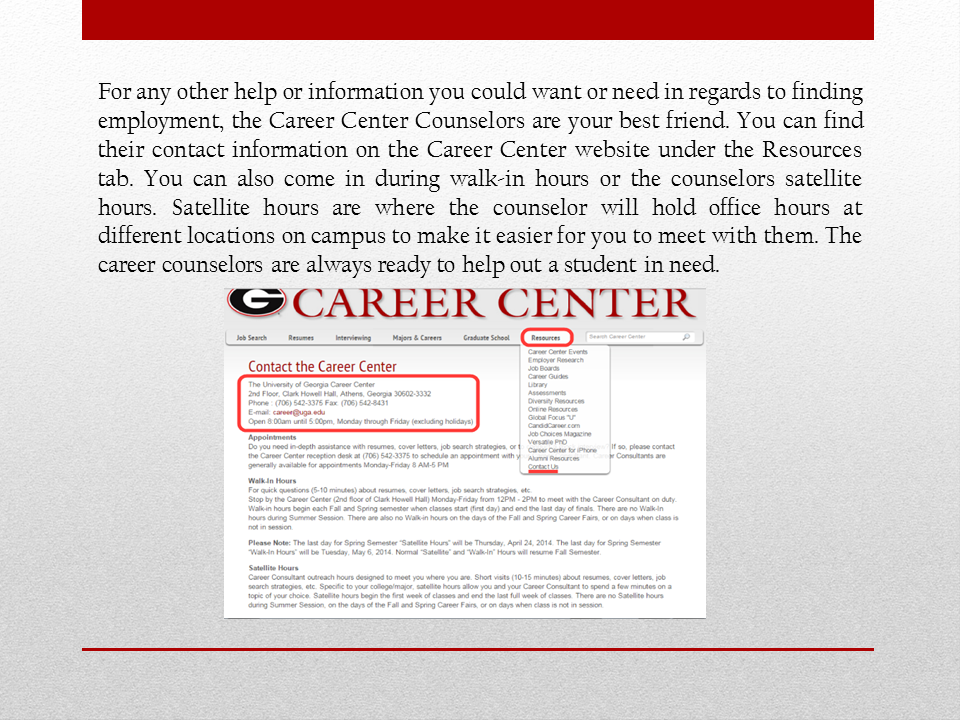 For any other help or information you could want or need in regards to finding
employment, the Career Center Counselors are your best friend. You can find
their contact information on the Career Center website under the Resources
tab. You can also come in during walk-in hours or the counselors satellite
hours. Satellite hours are where the counselor will hold office hours at
different locations on campus to make it easier for you to meet with them. The
career counselors are always ready to help out a student in need.
G CAREER CENTER
Job Search Resumes Interviewing Majors & Careers Graduate School Resources Search Career Center
Career Center Events
Employer Research
Job Boards
Career Guides
Library
Assessments
Diversity Resources
Online Resources
Global Focus "U"
CandidCareer.com
Job Choices Magazine
Versatile PhD
Career Center for iPhone
Alumni Resources
Contact Us
Contact the Career Center
The University of Georgia Career Center
2nd Floor, Clark Howell Hall, Athens, Georgia 30602-3332
Phone : (706) 542-3375 Fax: (706) 542-8431
E-mail: career@uga.edu
Open 8:00am until 5:00pm, Monday through Friday (excluding holidays)
Appointments
Do you need in-depth assistance with resumes, cover letters, job search strategies, or If so, please contact
the Career Center reception desk at (706) 542-3375 to schedule an appointment with Consultants are
generally available for appointments Monday-Friday 8 AM-5 PM
Walk-In Hours
For quick questions (5-10 minutes) about resumes, cover letters, job search strategies, etc.
Stop by the Career Center (2nd floor of Clark Howell Hall) Monday-Friday from 12PM - 2PM to meet with the Career Consultant on duty.
Walk-in hours begin each Fall and Spring semester when classes start (first day) and end the last day of finals. There are no Walk-In
hours during Summer Session. There are also no Walk-in hours on the days of the Fall and Spring Career Fairs, or on days when class is
not in session.
Please Note: The last day for Spring Semester "Satellite Hours" will be Thursday, April 24, 2014. The last day for Spring Semester
"Walk-In Hours" will be Tuesday, May 6, 2014. Normal "Satellite" and "Walk-In" Hours will resume Fall Semester.
Satellite Hours
Career Consultant outreach hours designed to meet you where you are. Short visits (10-15 minutes) about resumes, cover letters, job
search strategies, etc. Specific to your college/major, satellite hours allow you and your Career Consultant to spend a few minutes on a
topic of your choice. Satellite hours begin the first week of classes and end the last full week of classes. There are no Satellite hours
during Summer Session, on the days of the Fall and Spring Career Fairs, or on days when class is not in session.